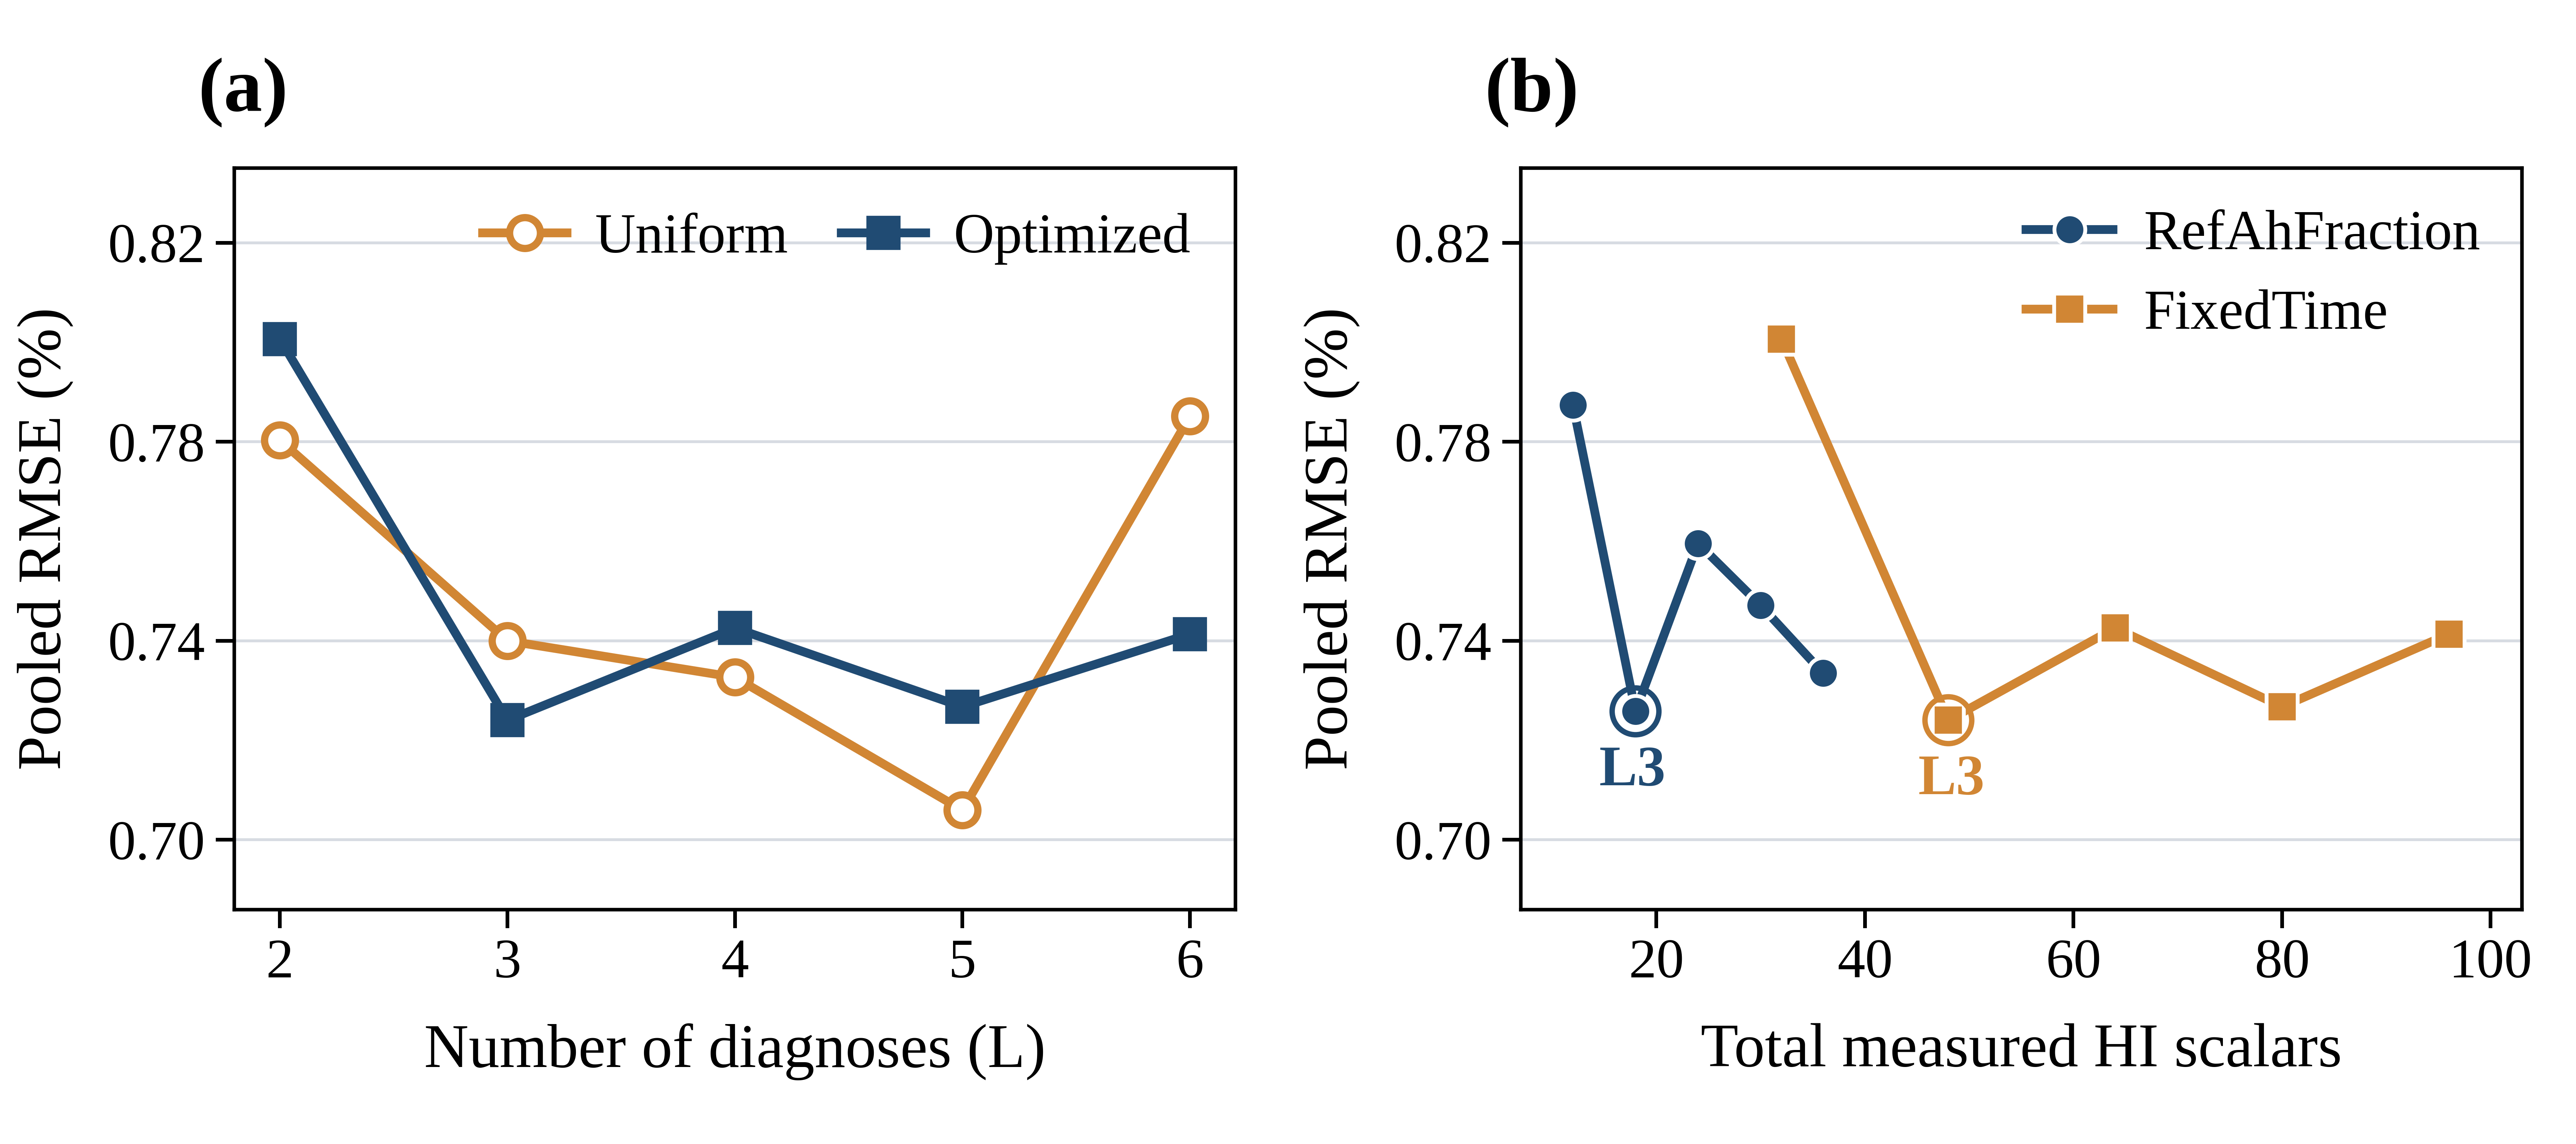 (a)
Uniform
Optimized
0.82
0.78
0.74
0.70
Pooled RMSE (%)
2 3 4 5 6
Number of diagnoses (L)
(b)
RefAhFraction
FixedTime
0.82
0.78
0.74
0.70
Pooled RMSE (%)
L3
L3
20 40 60 80 100
Total measured HI scalars